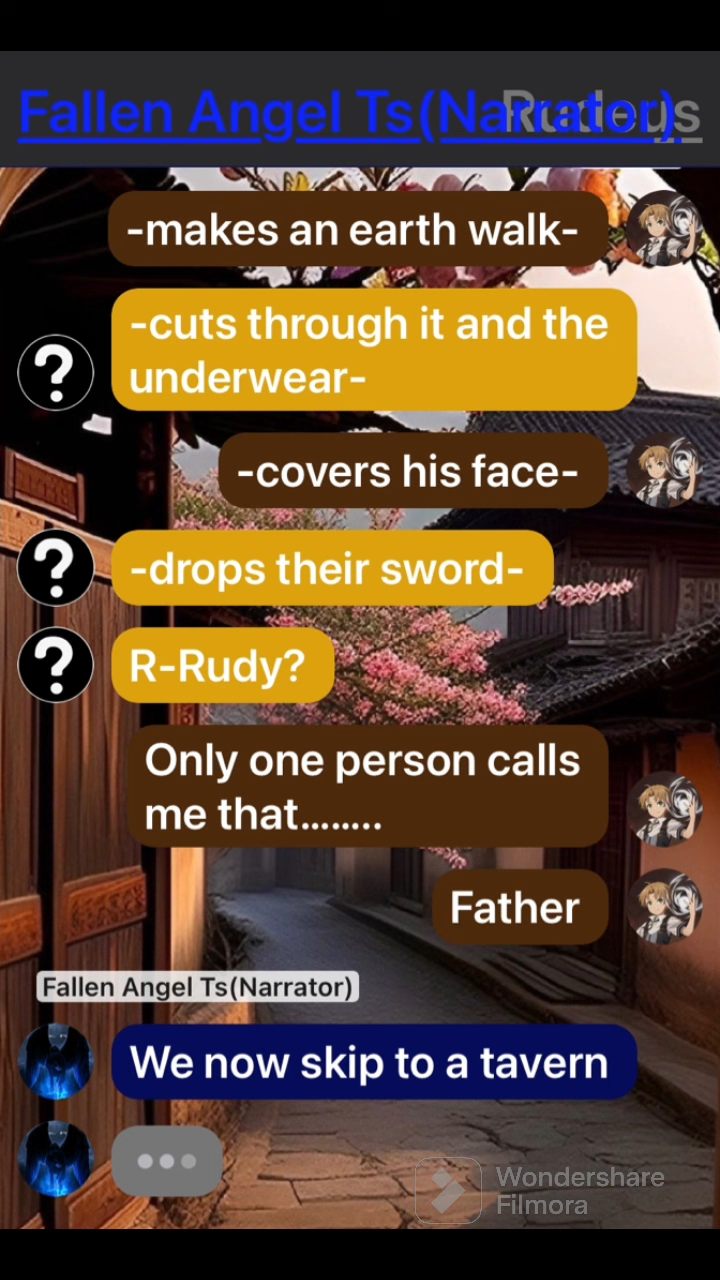 Fallen Angel Ts(Narrator)
Rudeus
-makes an earth walk-
-cuts through it and the
underwear-
?
-covers his face-
?
-drops their sword-
?
R-Rudy?
Only one person calls
me that........
Father
Fallen Angel Ts(Narrator)
We now skip to a tavern
Wondershare
Filmora